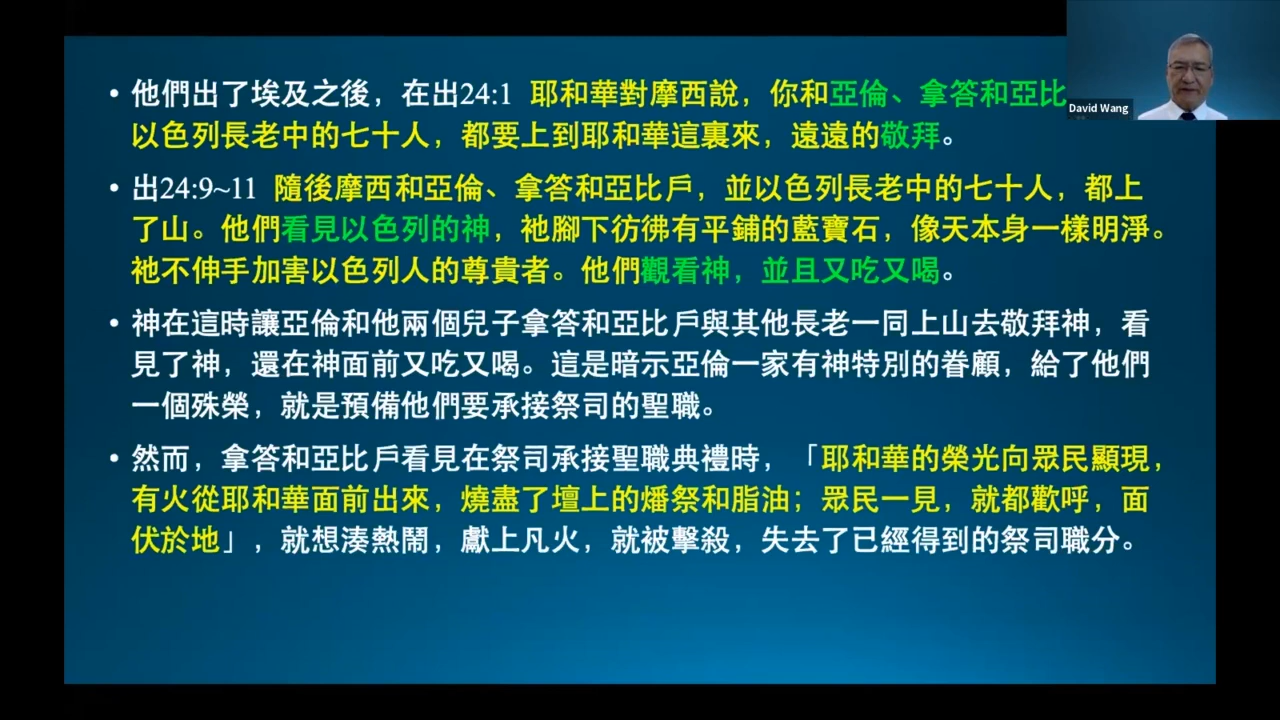 • 他們出了埃及之後，在出24:1 耶和華對摩西說，你和亞倫、拿答和亞比
以色列長老中的七十人，都要上到耶和華這裏來，遠遠的敬拜。
• 出24:9~11 隨後摩西和亞倫、拿答和亞比戶，並以色列長老中的七十人，都上
了山。他們看見以色列的神，祂腳下彷彿有平鋪的藍寶石，像天本身一樣明淨。
祂不伸手加害以色列人的尊貴者。他們觀看神，並且又吃又喝。
• 神在這時讓亞倫和他兩個兒子拿答和亞比戶與其他長老一同上山去敬拜神，看
見了神，還在神面前又吃又喝。這是暗示亞倫一家有神特別的眷顧，給了他們
一個殊榮，就是預備他們要承接祭司的聖職。
• 然而，拿答和亞比戶看見在祭司承接聖職典禮時，「耶和華的榮光向眾民顯現，
有火從耶和華面前出來，燒盡了壇上的燔祭和脂油；眾民一見，就都歡呼，面
伏於地」，就想湊熱鬧，獻上凡火，就被擊殺，失去了已經得到的祭司職分。
David Wang